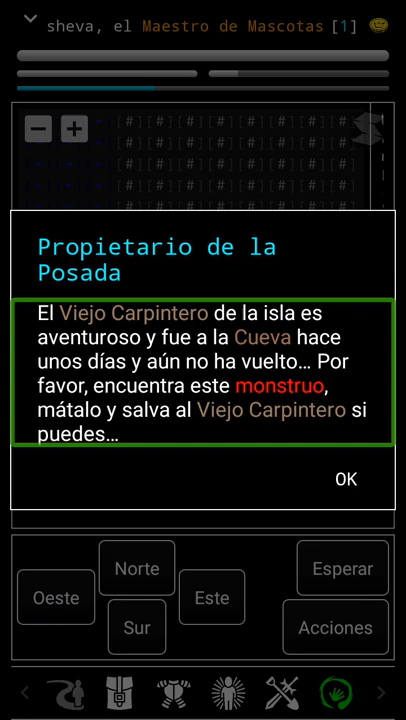 sheva, el Maestro de Mascotas [1]
Propietario de la
Posada
El Viejo Carpintero de la isla es
aventuroso y fue a la Cueva hace
unos días y aún no ha vuelto... Por
favor, encuentra este monstruo,
mátalo y salva al Viejo Carpintero si
puedes...
OK
Norte
Esperar
Oeste
Este
Sur
Acciones